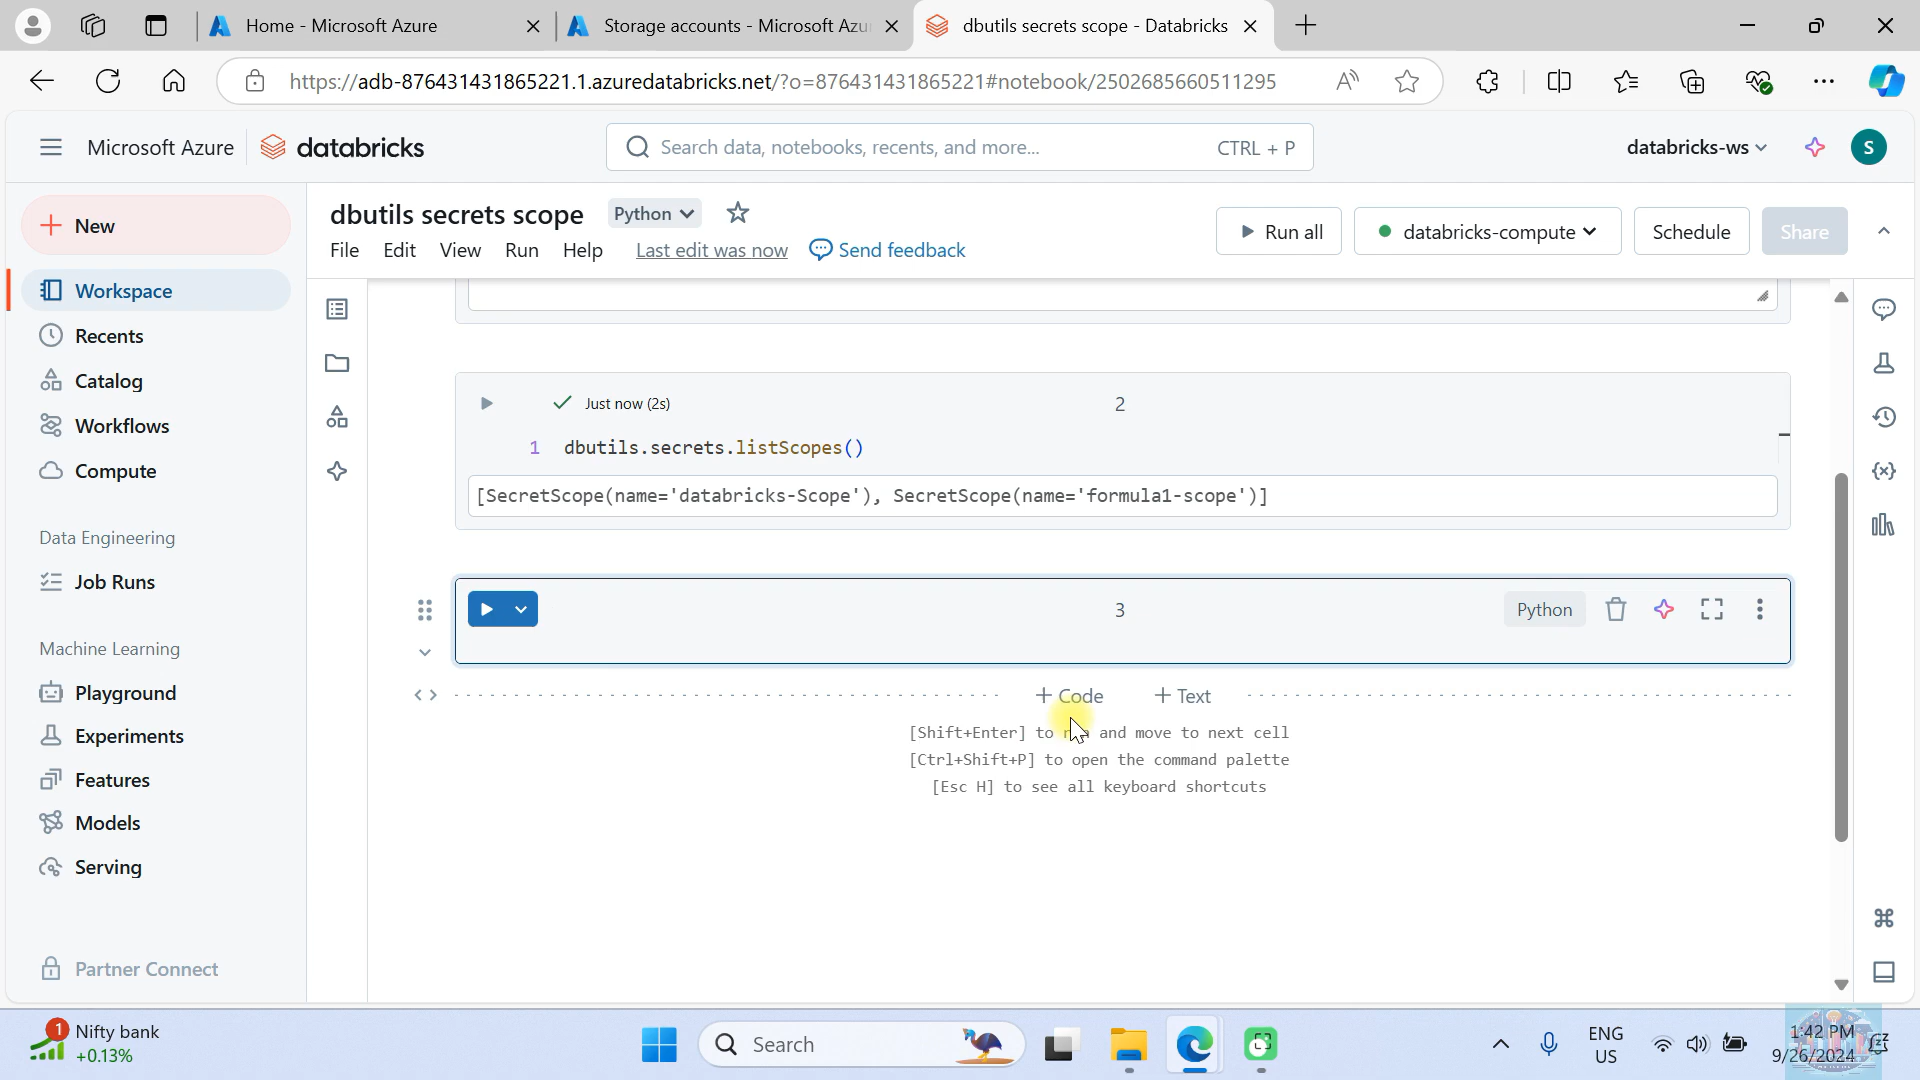 Home - Microsoft Azure
Storage accounts - Microsoft Azu
dbutils secrets scope - Databricks
https://adb-876431431865221.1.azuredatabricks.net/?o=876431431865221#notebook/2502685660511295
Microsoft Azure
databricks
Search data, notebooks, recents, and more...
CTRL + P
databricks-ws
S
New
Workspace
Recents
Catalog
Workflows
Compute
Data Engineering
Job Runs
Machine Learning
Playground
Experiments
Features
Models
Serving
Partner Connect
dbutils secrets scope
Python
File
Edit
View
Run
Help
Last edit was now
Send feedback
Run all
databricks-compute
Schedule
Share
Just now (2s)
2
1 dbutils.secrets.listScopes()
[SecretScope(name='databricks-Scope'), SecretScope(name='formula1-scope')]
3
Python
+ Code
+ Text
[Shift+Enter] to run and move to next cell
[Ctrl+Shift+P] to open the command palette
[Esc H] to see all keyboard shortcuts
1
Nifty bank
+0.13%
Search
ENG
US
1:42 PM
9/26/2024